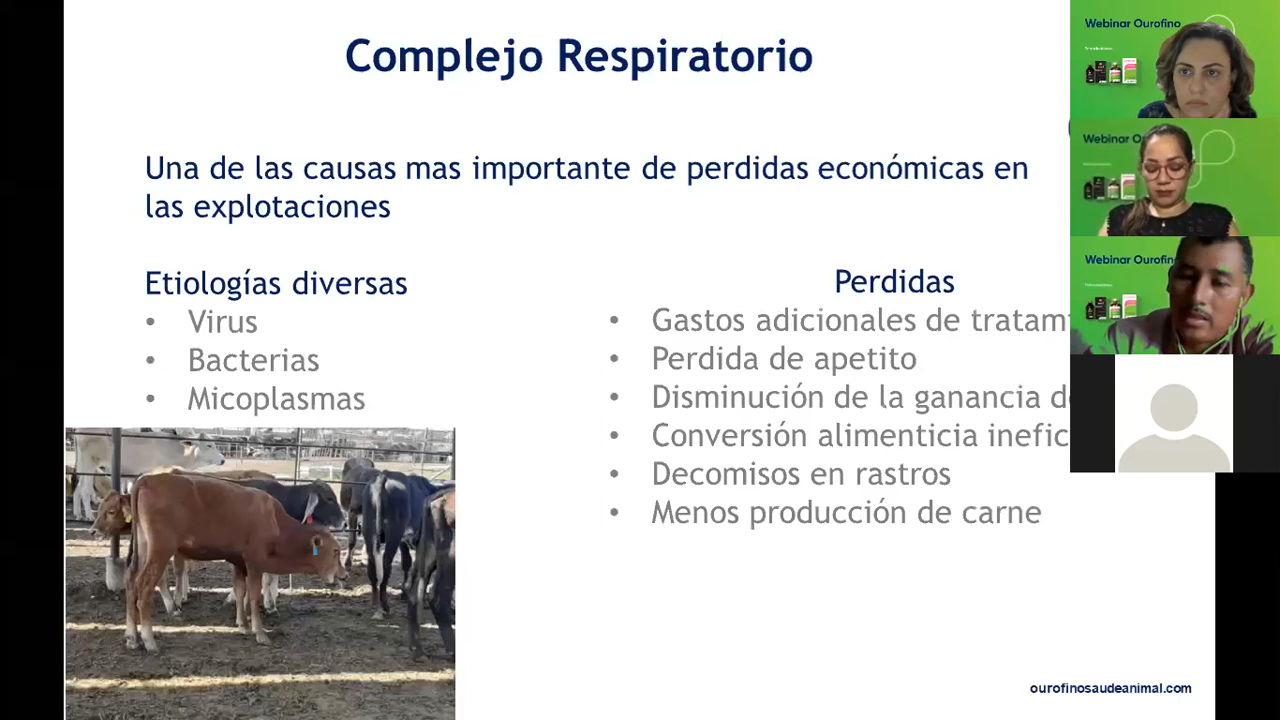 Complejo Respiratorio
Una de las causas mas importante de perdidas económicas en
las explotaciones
Etiologías diversas
• Virus
• Bacterias
• Micoplasmas
Perdidas
• Gastos adicionales de tratam
• Perdida de apetito
• Disminución de la ganancia d
• Conversión alimenticia inefic
• Decomisos en rastros
• Menos producción de carne
ourofinosaudeanimal.com
Webinar Ourofino
Webinar Ou
Webinar Ourofin